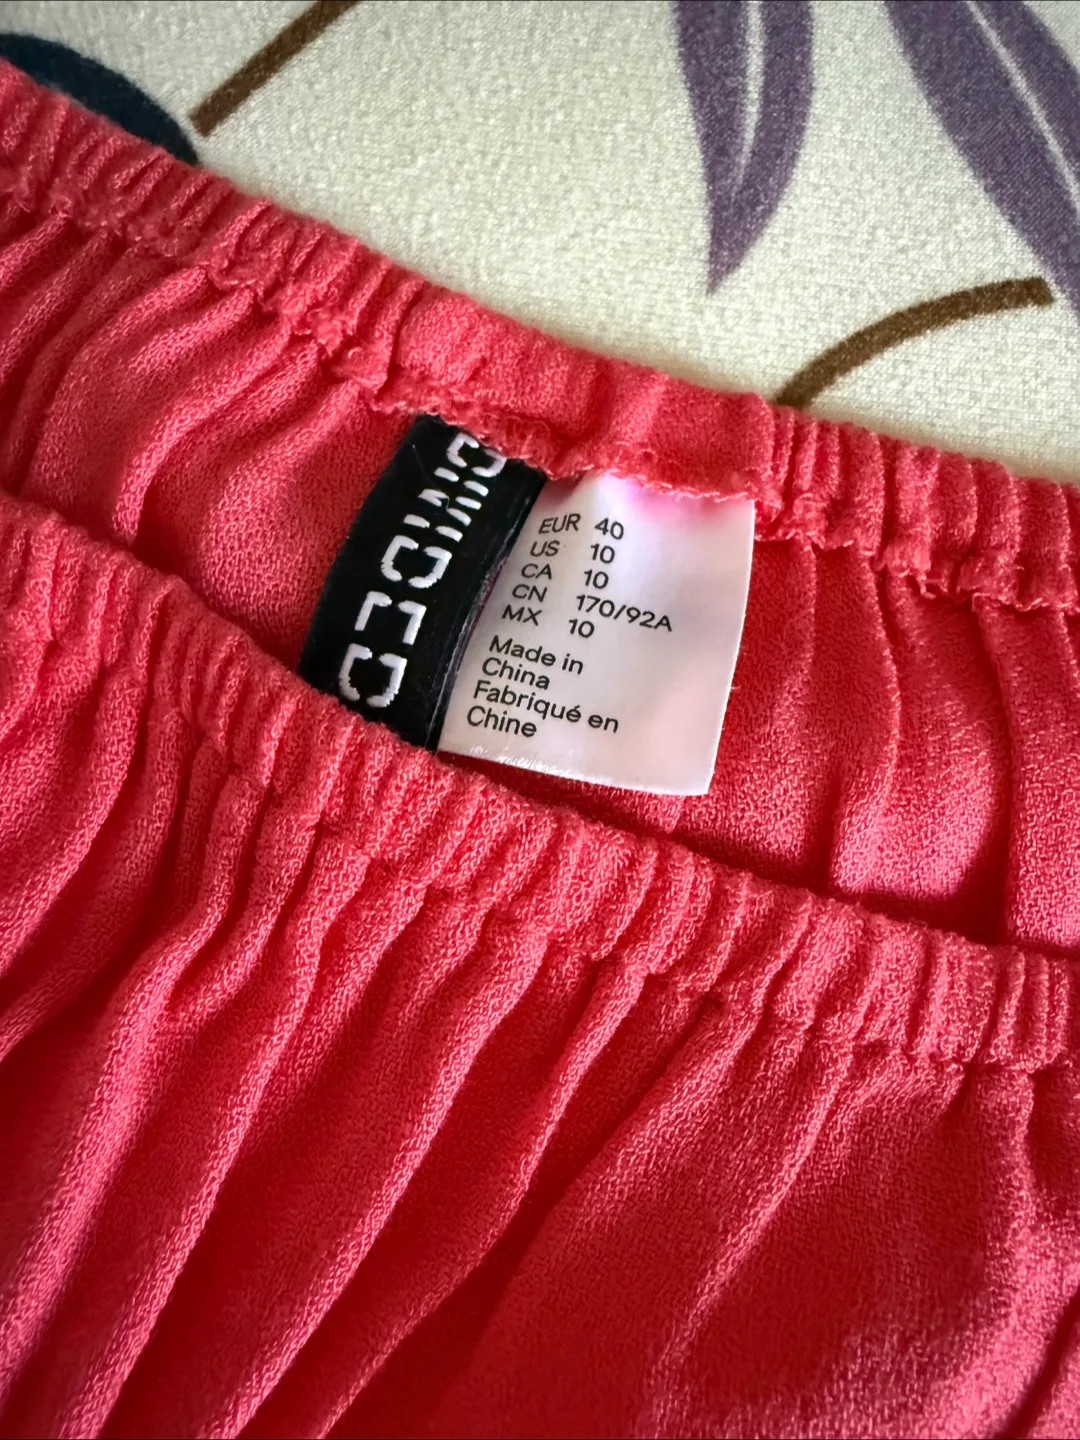 EUR 40
US 10
CA 10
CN 170/92A
MX 10
Made in
China
Fabriqué en
Chine